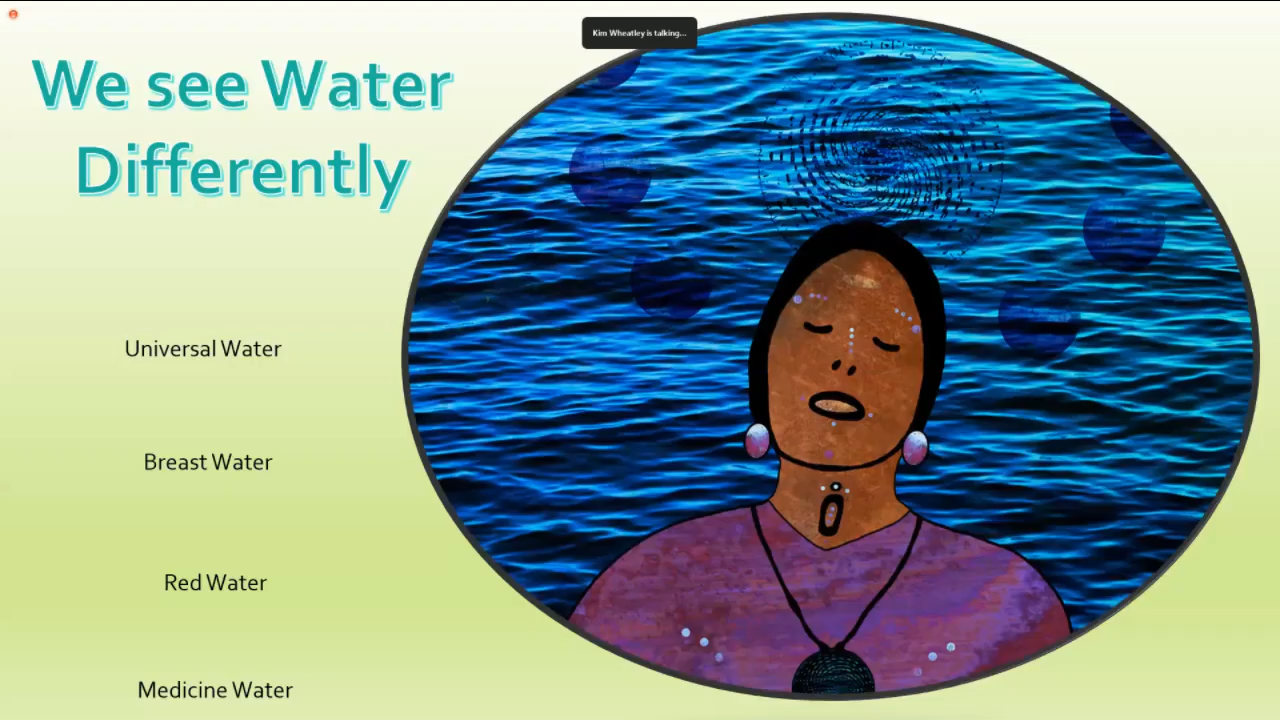 Kim Wheatley is talking...
We see Water
Differently
Universal Water
Breast Water
Red Water
Medicine Water